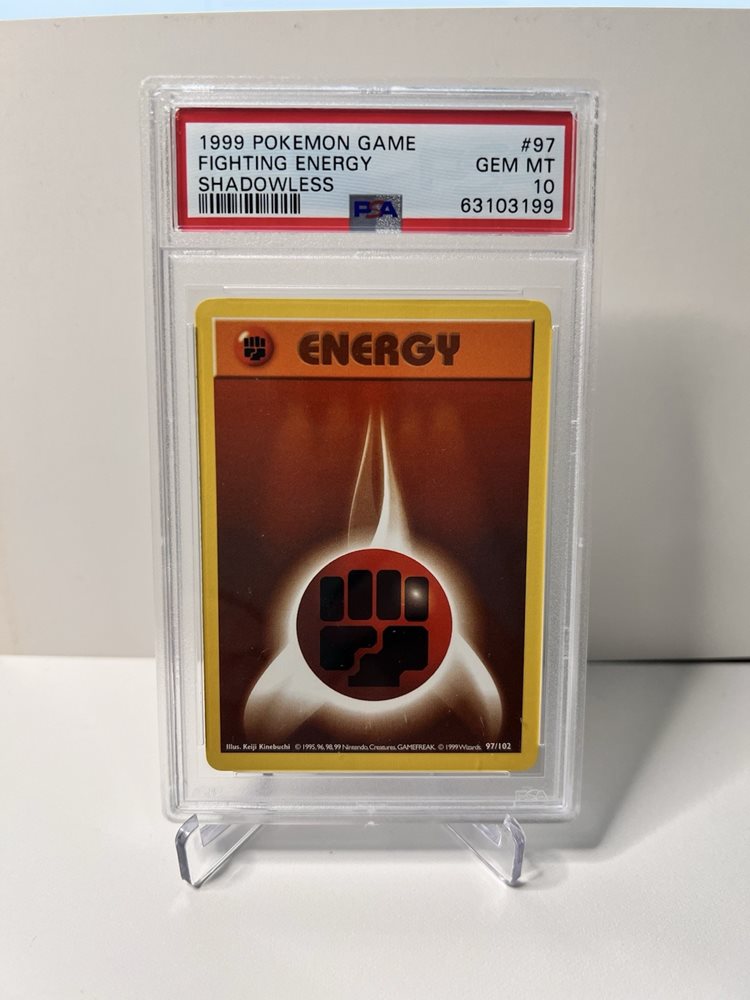 1999 POKEMON GAME #97
FIGHTING ENERGY GEM MT
SHADOWLESS 10
PSA 63103199
ENERGY
Illus. Keiji Kinebuchi © 1995, 96, 98, 99 Nintendo, Creatures, GAMEFREAK. © 1999 Wizards. 97/102
PSA